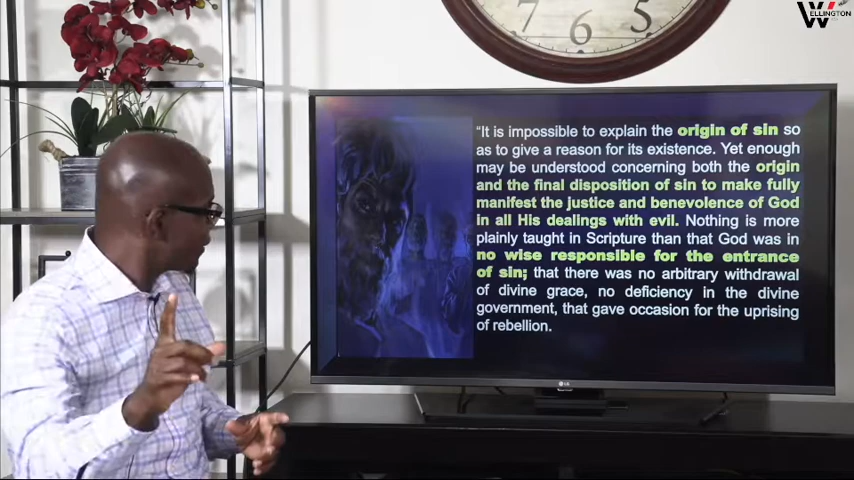 WELLINGTON
7
6
5
"It is impossible to explain the origin of sin so
as to give a reason for its existence. Yet enough
may be understood concerning both the origin
and the final disposition of sin to make fully
manifest the justice and benevolence of God
in all His dealings with evil. Nothing is more
plainly taught in Scripture than that God was in
no wise responsible for the entrance
of sin; that there was no arbitrary withdrawal
of divine grace, no deficiency in the divine
government, that gave occasion for the uprising
of rebellion.
LG